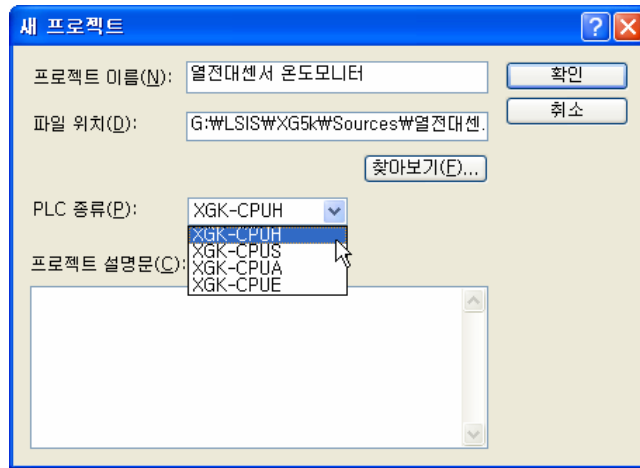 새 프로젝트
프로젝트 이름(N): 열전대센서 온도모니터 확인
파일 위치(D): G:₩LSIS₩XG5k₩Sources₩열전대센. 취소
찾아보기(F)...
PLC 종류(P): XGK-CPUH
XGK-CPUH
XGK-CPUS
프로젝트 설명문(C): XGK-CPUA
XGK-CPUE